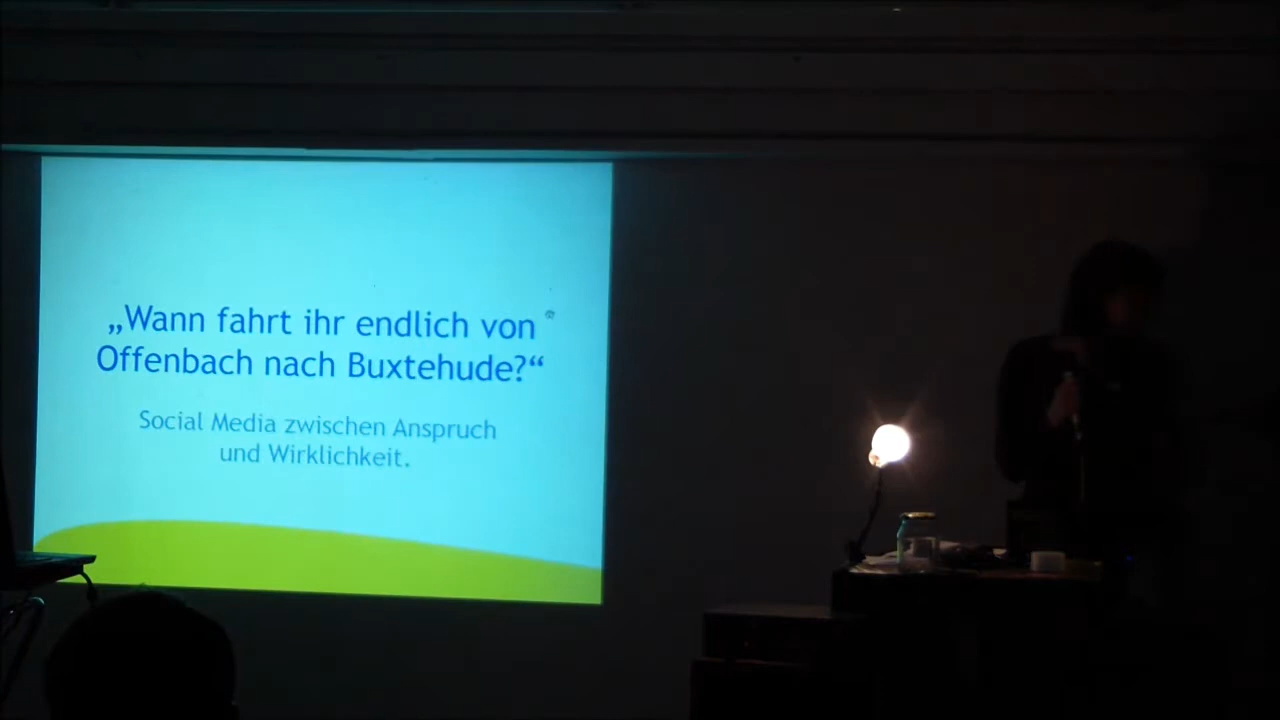 „Wann fahrt ihr endlich von
Offenbach nach Buxtehude?“
Social Media zwischen Anspruch
und Wirklichkeit.